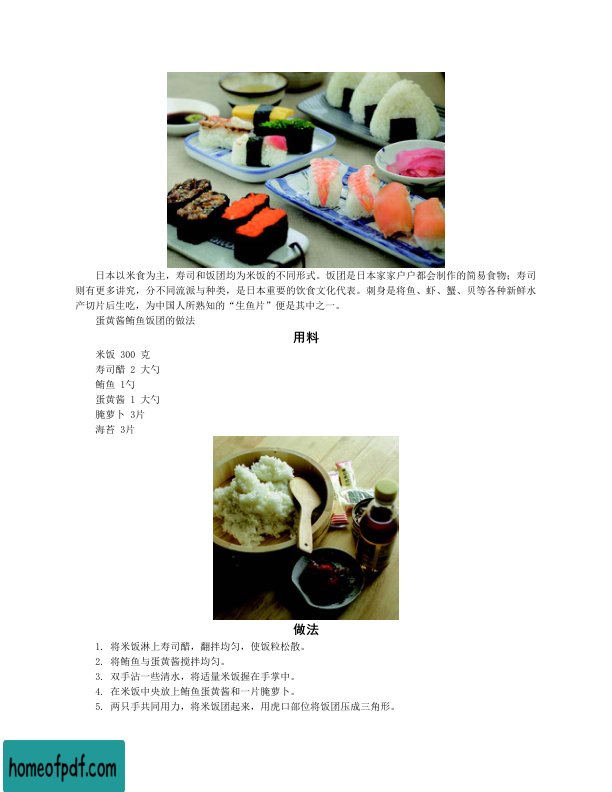 日本以米食为主，寿司和饭团均为米饭的不同形式。饭团是日本家家户户都会制作的简易食物；寿司
则有更多讲究，分不同流派与种类，是日本重要的饮食文化代表。刺身是将鱼、虾、蟹、贝等各种新鲜水
产切片后生吃，为中国人所熟知的“生鱼片”便是其中之一。
蛋黄酱鲔鱼饭团的做法
用料
米饭 300 克
寿司醋 2 大勺
鲔鱼 1勺
蛋黄酱 1 大勺
腌萝卜 3片
海苔 3片
做法
1. 将米饭淋上寿司醋，翻拌均匀，使饭粒松散。
2. 将鲔鱼与蛋黄酱搅拌均匀。
3. 双手沾一些清水，将适量米饭握在手掌中。
4. 在米饭中央放上鲔鱼蛋黄酱和一片腌萝卜。
5. 两只手共同用力，将米饭团起来，用虎口部位将饭团压成三角形。
homeofpdf.com